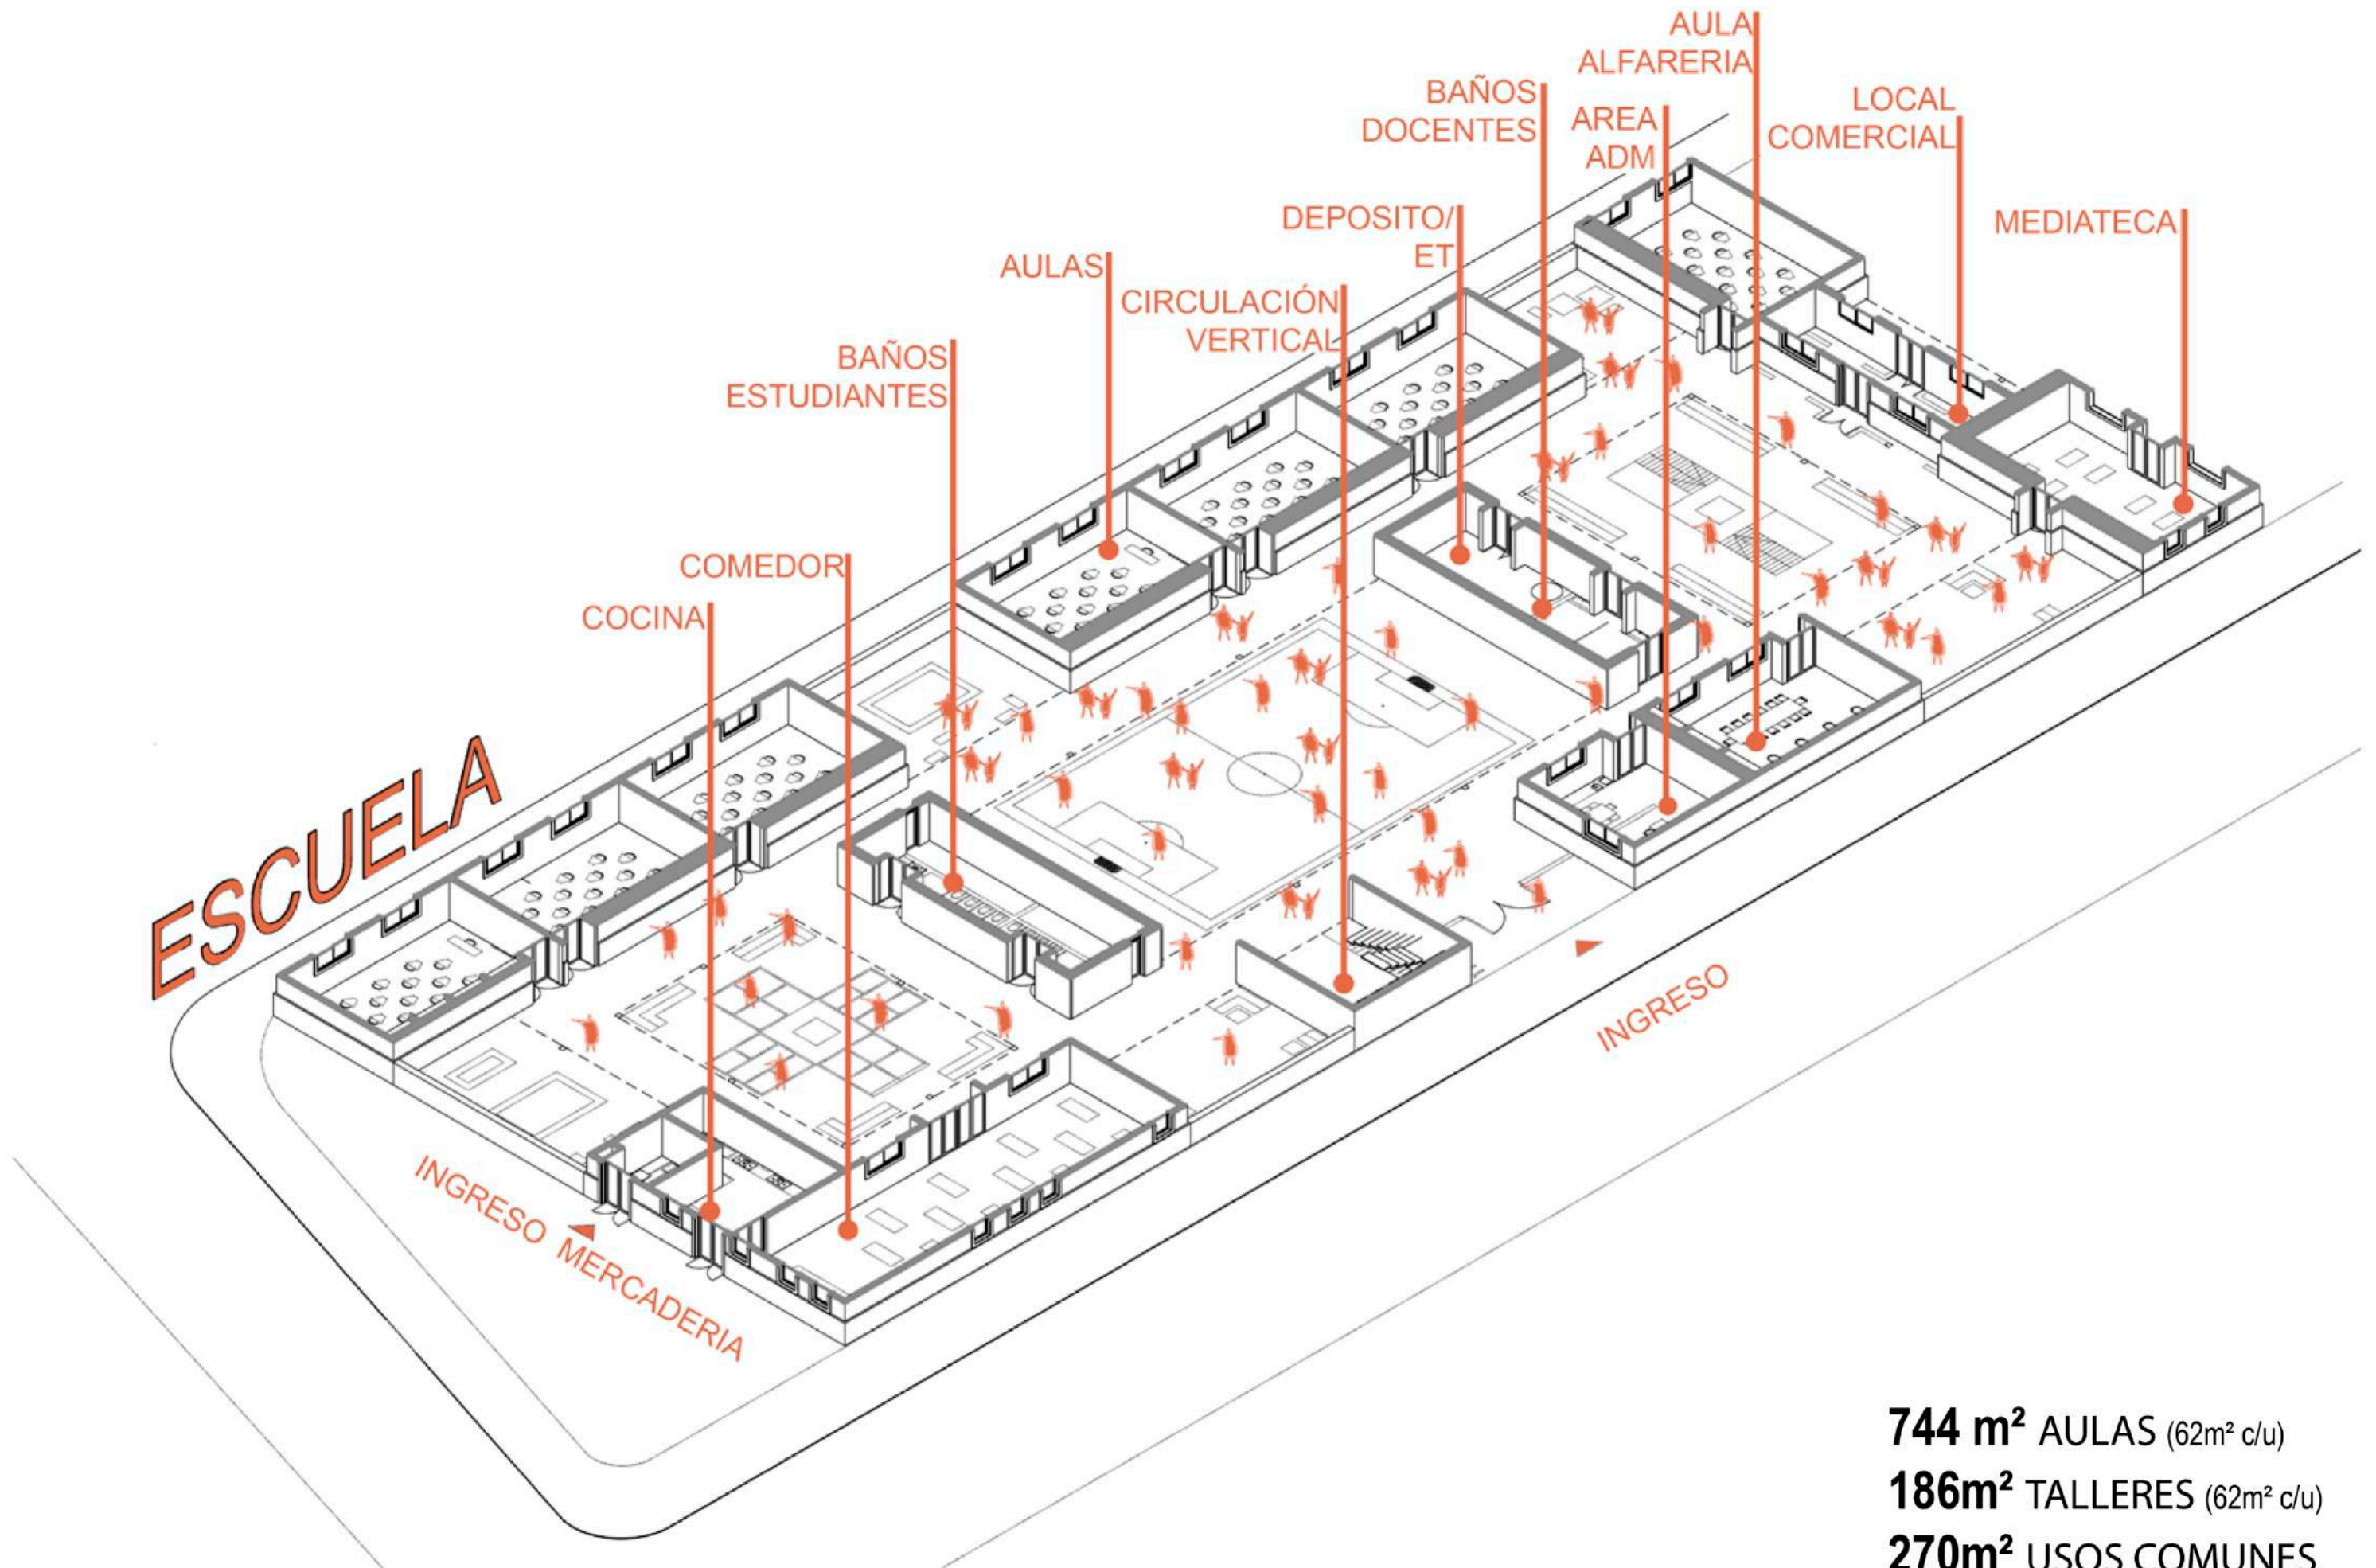 AULA
ALFARERIA
BAÑOS
DOCENTES
AREA
ADM
LOCAL
COMERCIAL
DEPOSITO/
ET
MEDIATECA
AULAS
CIRCULACIÓN
VERTICAL
BAÑOS
ESTUDIANTES
COMEDOR
COCINA
ESCUELA
INGRESO
INGRESO MERCADERIA
744 m² AULAS (62m² c/u)
186m² TALLERES (62m² c/u)
270m² USOS COMUNES